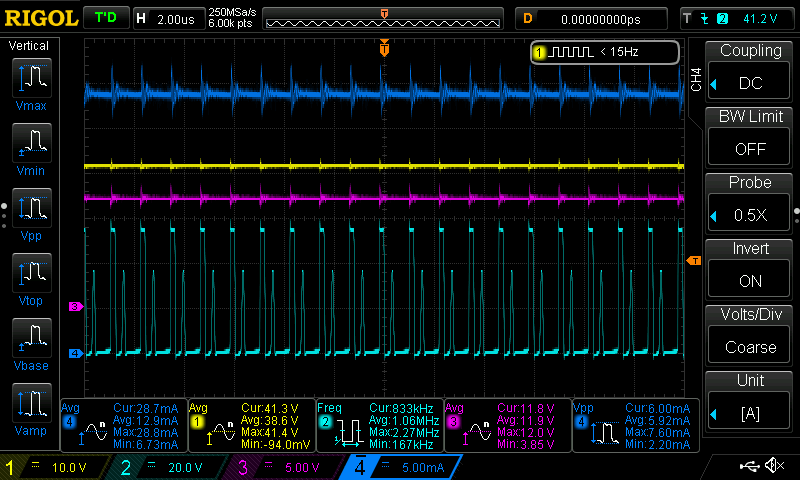 RIGOL T'D H 2.00us 250MSa/s 6.00k pts T D 0.00000000ps T 2 41.2 V
Vertical
Vmax
Vmin
Vpp
Vtop
Vbase
Vamp
T
1 < 15Hz
3
4
T
CH4
Coupling
DC
BW Limit
OFF
Probe
0.5X
Invert
ON
Volts/Div
Coarse
Unit
[A]
Avg
4
n
Cur:28.7mA
Avg:12.9mA
Max:28.8mA
Min:6.73mA
Avg
1
n
Cur:41.3 V
Avg:38.6 V
Max:41.4 V
Min:-94.0mV
Freq
2
Cur:833kHz
Avg:1.06MHz
Max:2.27MHz
Min:167kHz
Avg
3
n
Cur:11.8 V
Avg:11.9 V
Max:12.0 V
Min:3.85 V
Vpp
4
Cur:6.00mA
Avg:5.92mA
Max:7.60mA
Min:2.20mA
1 10.0 V 2 20.0 V 3 5.00 V 4 5.00mA